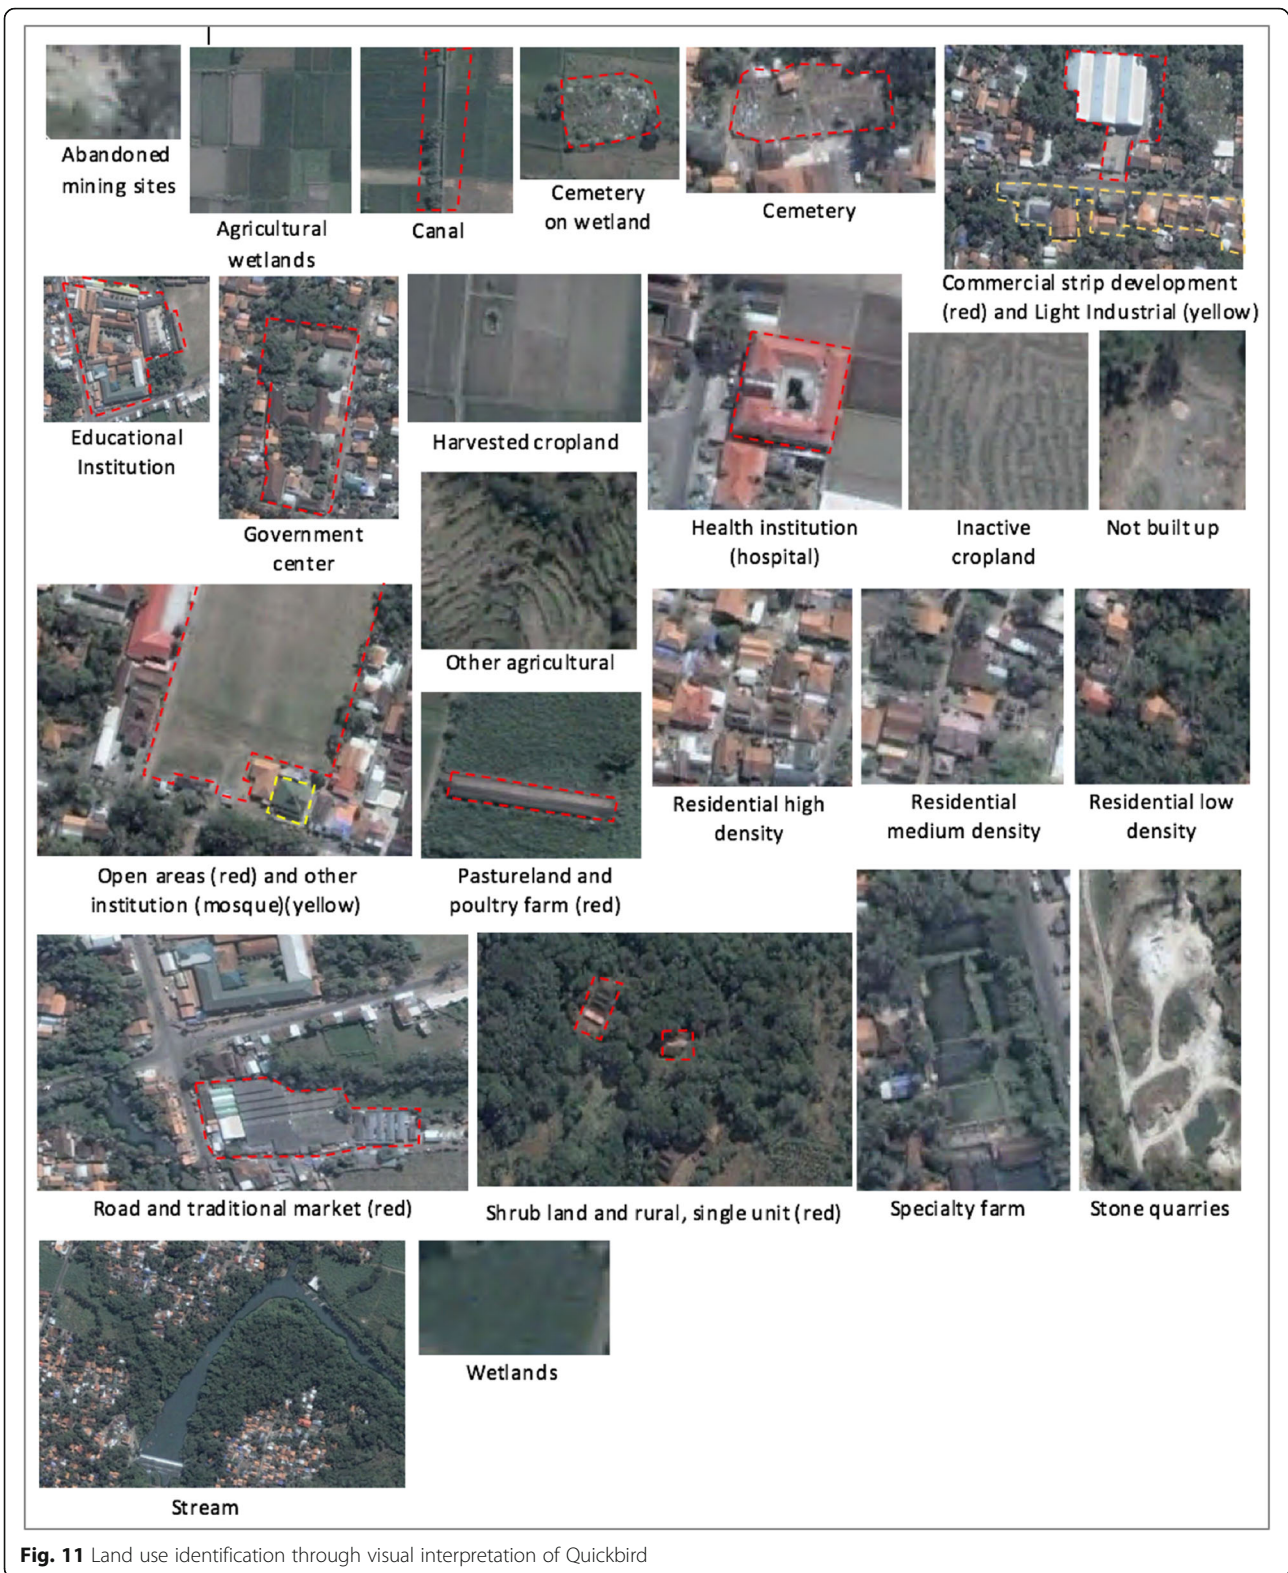 Abandoned
mining sites
Agricultural
wetlands
Canal
Cemetery
on wetland
Cemetery
Commercial strip development
(red) and Light Industrial (yellow)
Educational
Institution
Government
center
Harvested cropland
Health institution
(hospital)
Inactive
cropland
Not built up
Other agricultural
Open areas (red) and other
institution (mosque)(yellow)
Pastureland and
poultry farm (red)
Residential high
density
Residential
medium density
Residential low
density
Road and traditional market (red)
Shrub land and rural, single unit (red)
Specialty farm
Stone quarries
Stream
Wetlands
Fig. 11 Land use identification through visual interpretation of Quickbird